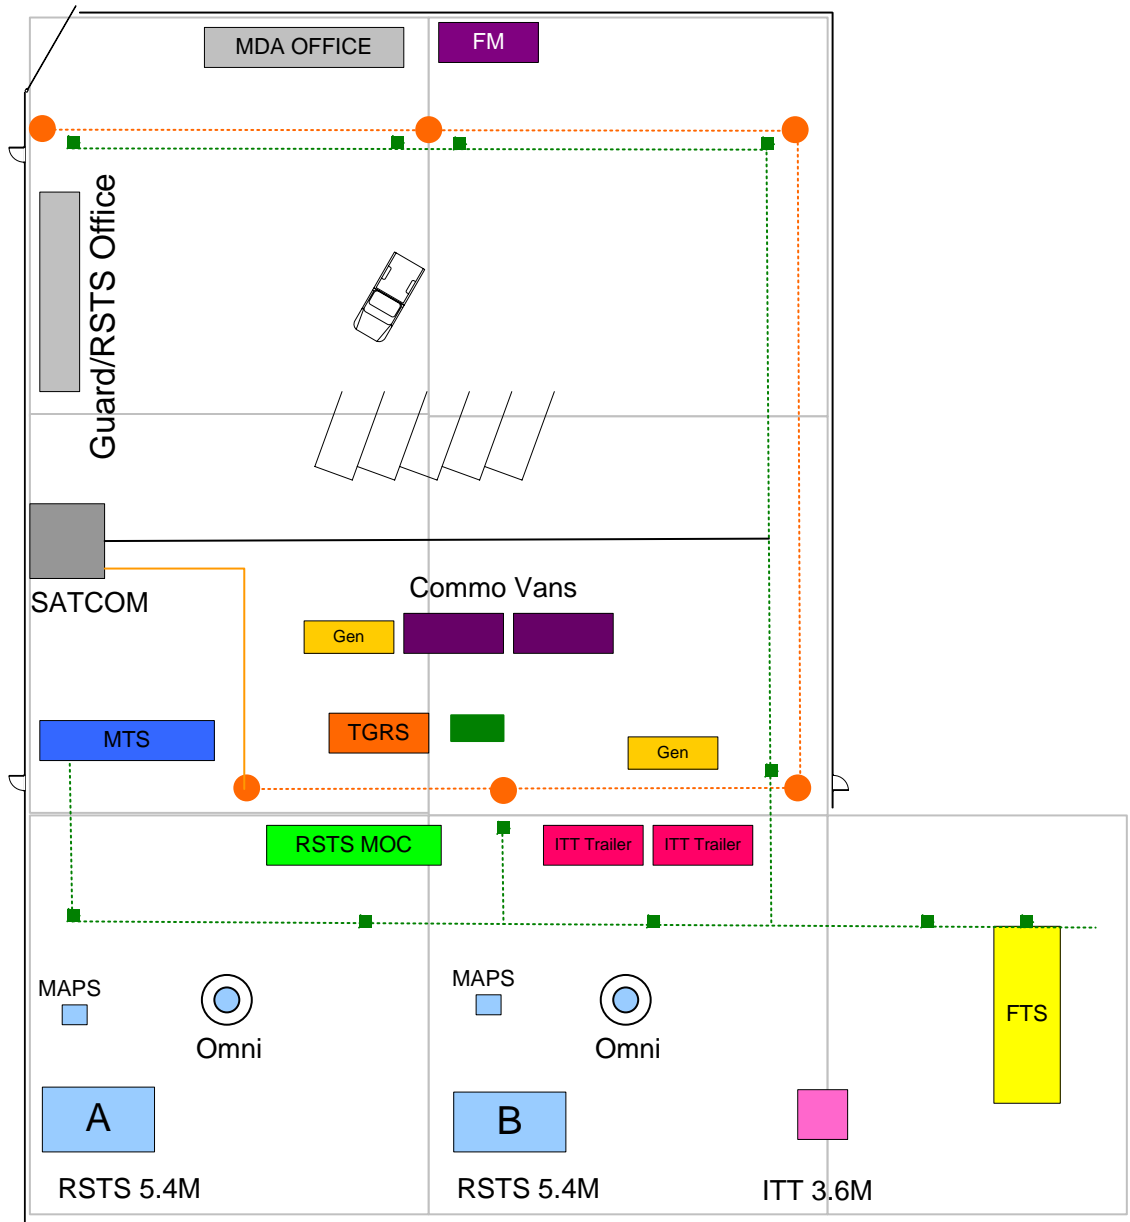 MDA OFFICE
FM
Guard/RSTS Office
SATCOM
Commo Vans
Gen
MTS
TGRS
Gen
RSTS MOC
ITT Trailer
ITT Trailer
MAPS
Omni
MAPS
Omni
FTS
A
B
RSTS 5.4M
RSTS 5.4M
ITT 3.6M